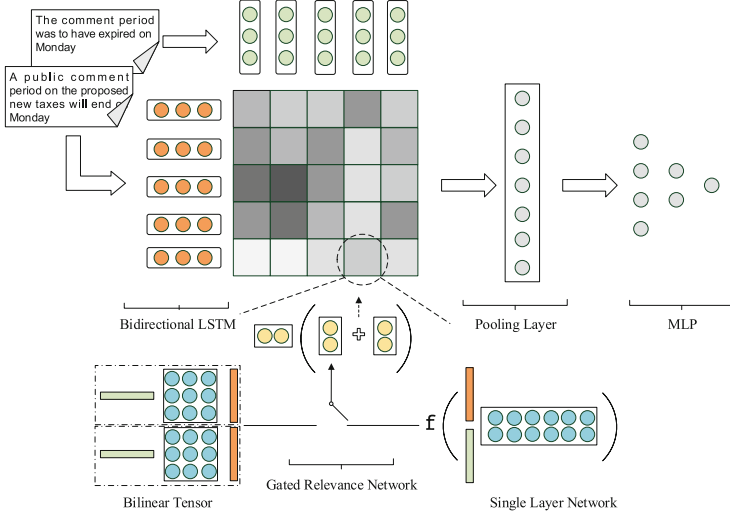 The comment period
was to have expired on
Monday
A public comment
period on the proposed
new taxes will end
Monday
Bidirectional LSTM
Pooling Layer
MLP
f
Bilinear Tensor
Gated Relevance Network
Single Layer Network